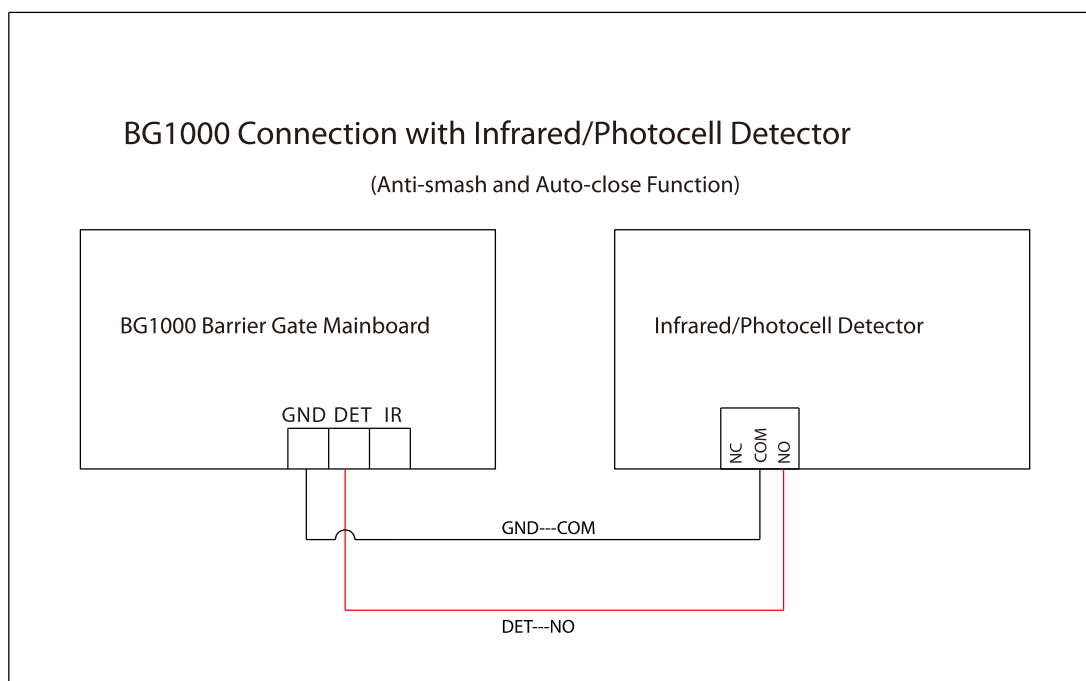 BG1000 Connection with Infrared/Photocell Detector
(Anti-smash and Auto-close Function)
BG1000 Barrier Gate Mainboard
Infrared/Photocell Detector
GND DET IR
NC
COM
NO
GND---COM
DET---NO